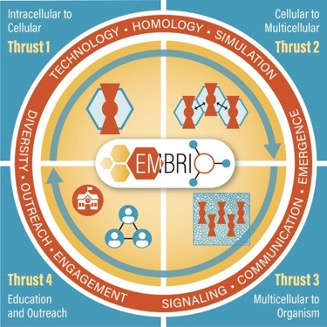 Intracellular to
Cellular
Thrust 1
Cellular to
Multicellular
Thrust 2
TECHNOLOGY • HOMOLOGY • SIMULATION
EMBRIO
DIVERSITY • OUTREACH • ENGAGEMENT
SIGNALING • COMMUNICATION • EMERGENCE
Thrust 4
Education
and Outreach
Thrust 3
Multicellular to
Organism